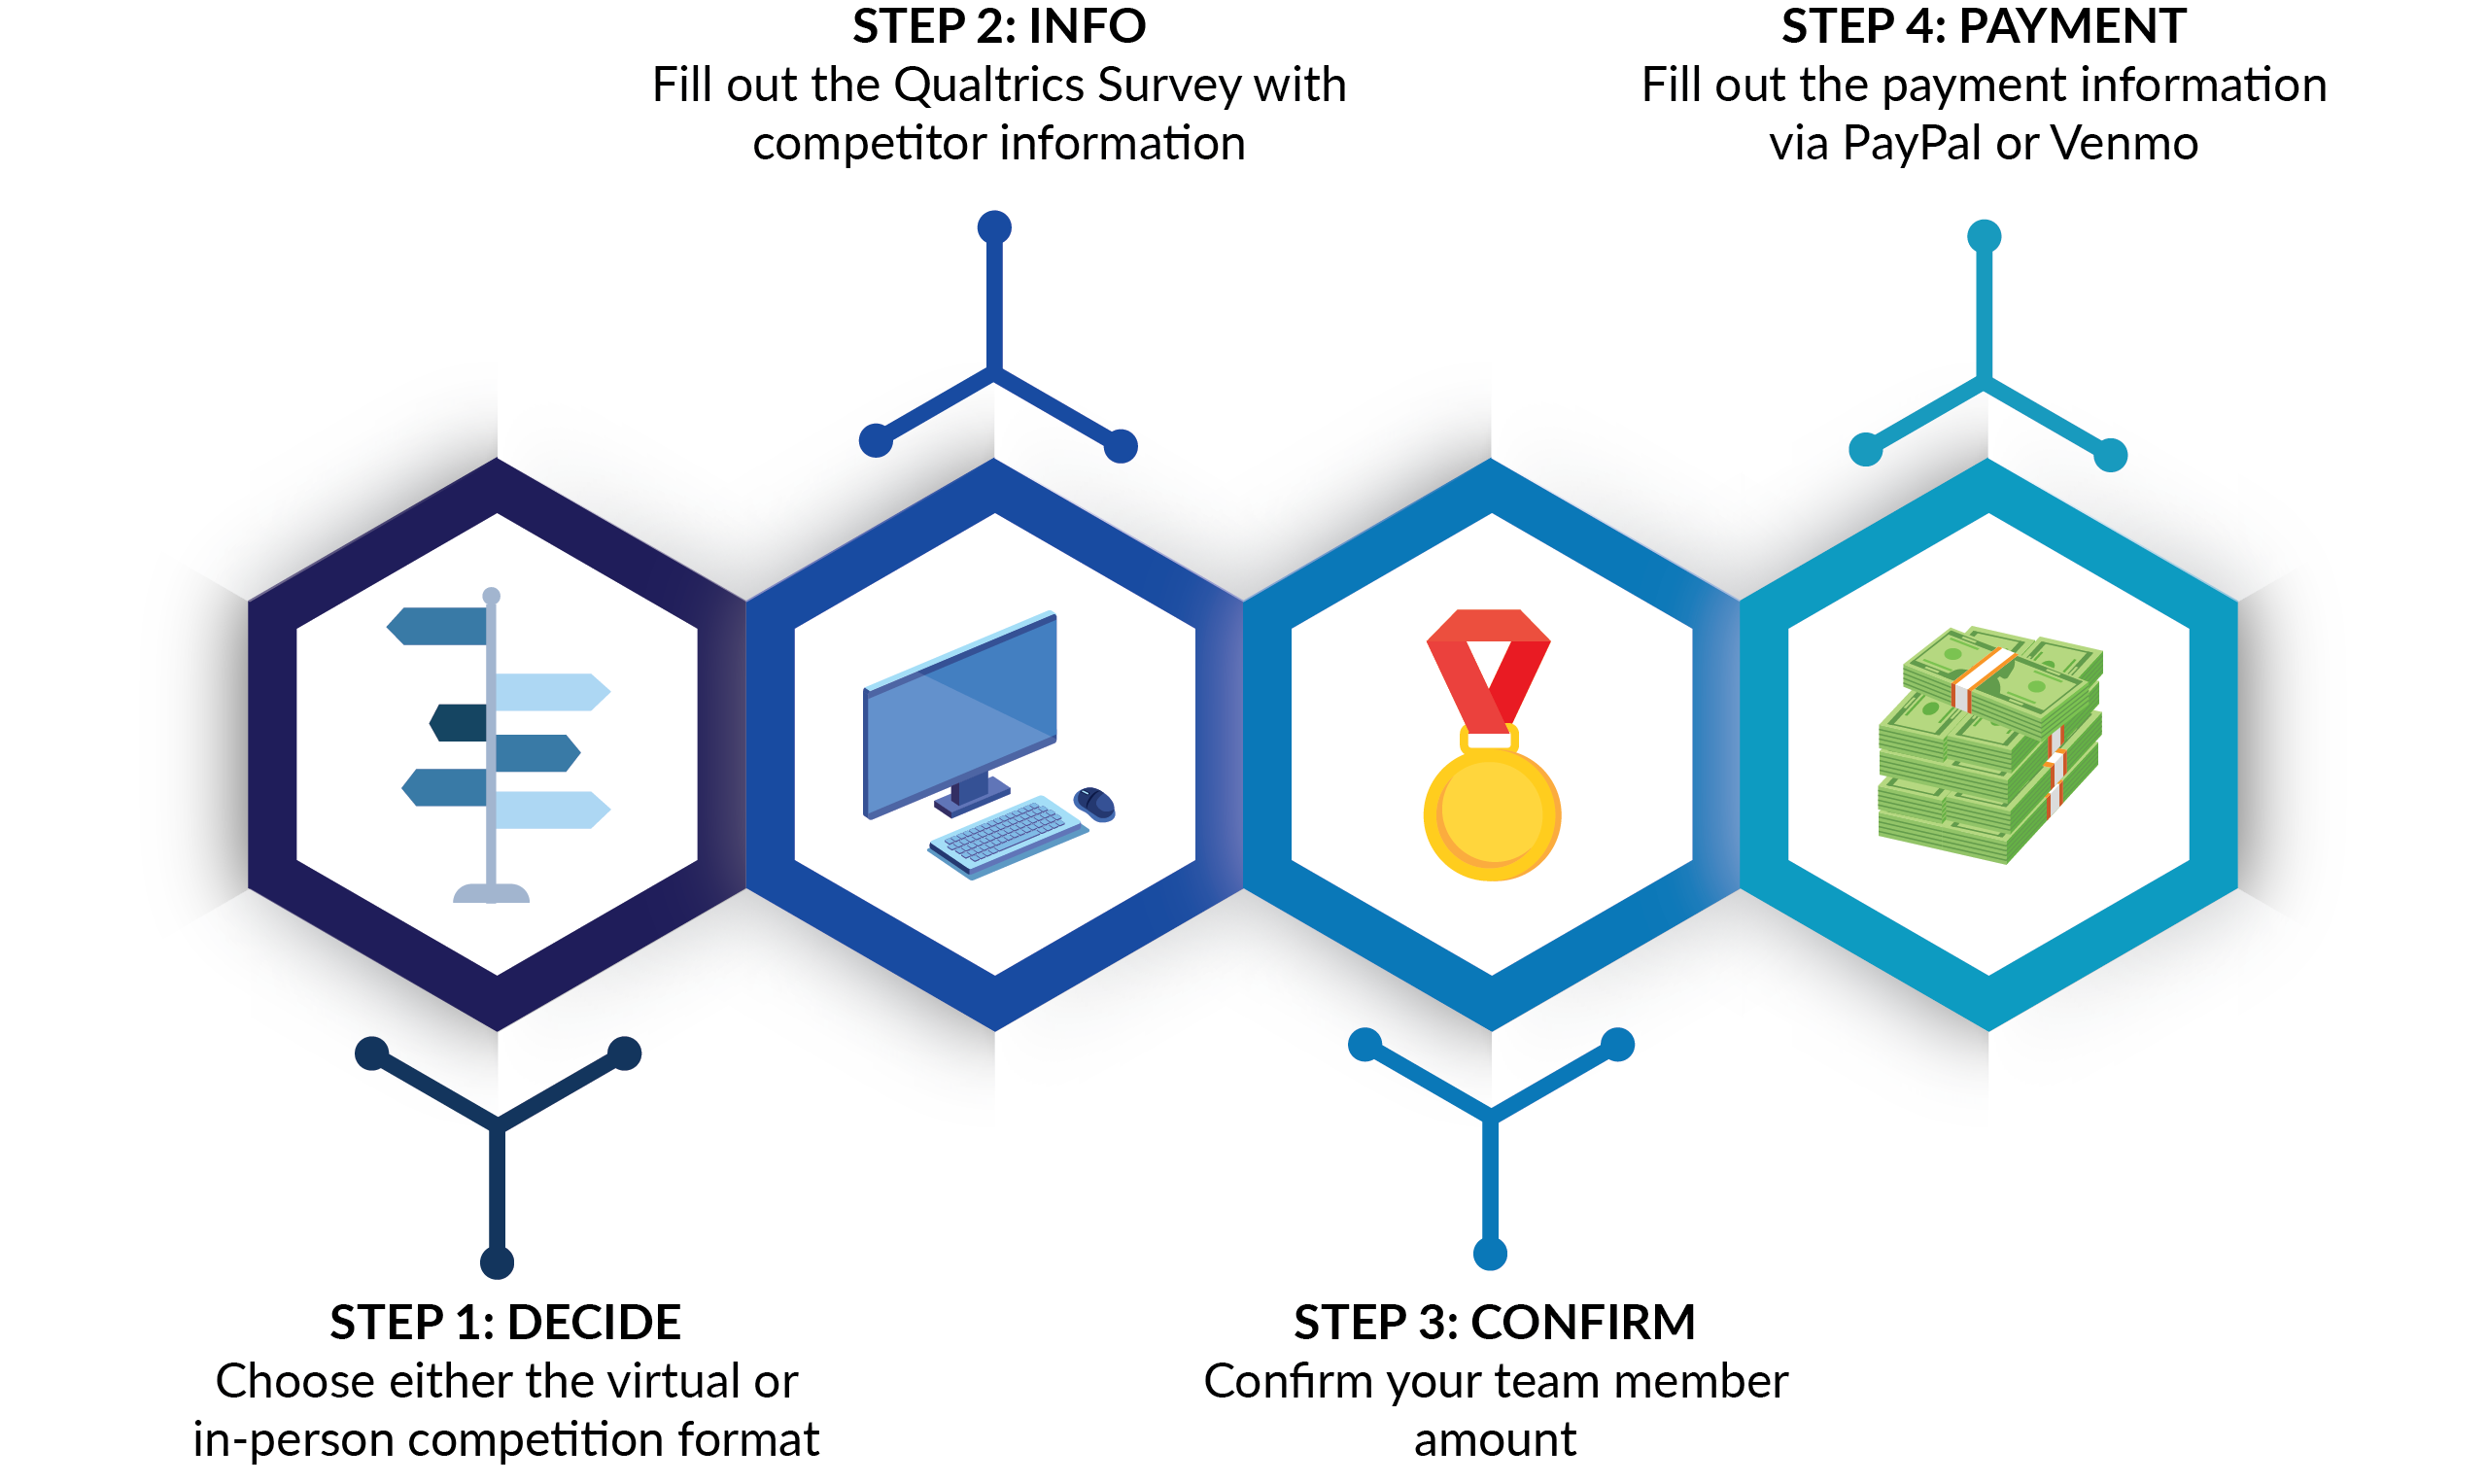 STEP 2: INFO
Fill out the Qualtrics Survey with
competitor information
STEP 4: PAYMENT
Fill out the payment information
via PayPal or Venmo
STEP 1: DECIDE
Choose either the virtual or
in-person competition format
STEP 3: CONFIRM
Confirm your team member
amount